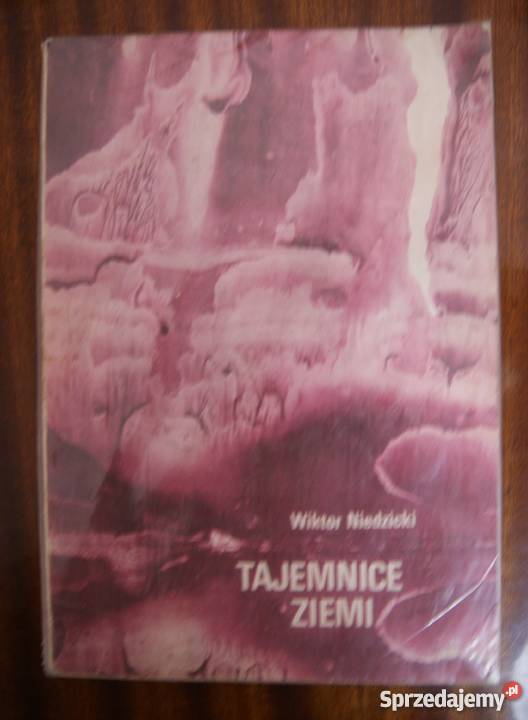 Wiktor Niedzicki
TAJEMNICE
ZIEMI
Sprzedajemy.pl